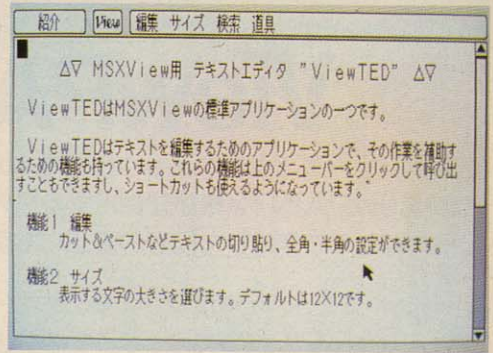 紹介 View 編集 サイズ 検索 道具
△▽ MSXView用 テキストエディタ "ViewTED" △▽
ViewTEDはMSXViewの標準アプリケーションの一つです。
ViewTEDはテキストを編集するためのアプリケーションで、その作業を補助す
るための機能も持っています。これらの機能は上のメニューバーをクリックして呼び出
すこともできますし、ショートカットも使えるようになっています。
機能1 編集
カット&ペーストなどテキストの切り貼り、全角・半角の設定ができます。
機能2 サイズ
表示する文字の大きさを選びます。デフォルトは12×12です。